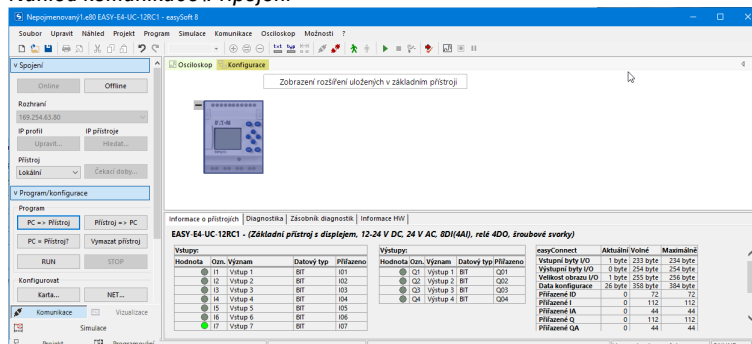 Náhled komunikace / Připojení
Nepojmenovaný1.e80 EASY-E4-UC-12RC1 - easySoft 8
Soubor Upravit Náhled Projekt Program Simulace Komunikace Osciloskop Možnosti ?
v Spojení
Osciloskop Konfigurace
Online Offline
Zobrazení rozšíření uložených v základním přístroji
Rozhraní
169.254.63.80
IP profil IP přístroje
Upravit... Hledat...
Přístroj
Lokální Čekací doby...
v Program/konfigurace
Program
PC => Přístroj Přístroj => PC
PC = Přístroj? Vymazat přístroj
RUN STOP
Konfigurovat
Karta... NET...
Komunikace Vizualizace
Simulace
Projekt Programování
Informace o přístrojích Diagnostika Zásobník diagnostik Informace HW
EASY-E4-UC-12RC1 - (Základní přístroj s displejem, 12-24 V DC, 24 V AC, 8DI(4AI), relé 4DO, šroubové svorky)
Vstupy:
Hodnota Ozn. Význam Datový typ Přiřazeno
I1 Vstup 1 BIT I01
I2 Vstup 2 BIT I02
I3 Vstup 3 BIT I03
I4 Vstup 4 BIT I04
I5 Vstup 5 BIT I05
I6 Vstup 6 BIT I06
I7 Vstup 7 BIT I07
Výstupy:
Hodnota Ozn. Význam Datový typ Přiřazeno
Q1 Výstup 1 BIT Q01
Q2 Výstup 2 BIT Q02
Q3 Výstup 3 BIT Q03
Q4 Výstup 4 BIT Q04
easyConnect Aktuální Volné Maximálně
Vstupní byty I/O 1 byte 233 byte 234 byte
Výstupní byty I/O 0 byte 254 byte 254 byte
Velikost obrazu I/O 1 byte 255 byte 256 byte
Data konfigurace 26 byte 358 byte 384 byte
Přiřazené ID 0 72 72
Přiřazené I 0 112 112
Přiřazené IA 0 44 44
Přiřazené Q 0 112 112
Přiřazené QA 0 44 44